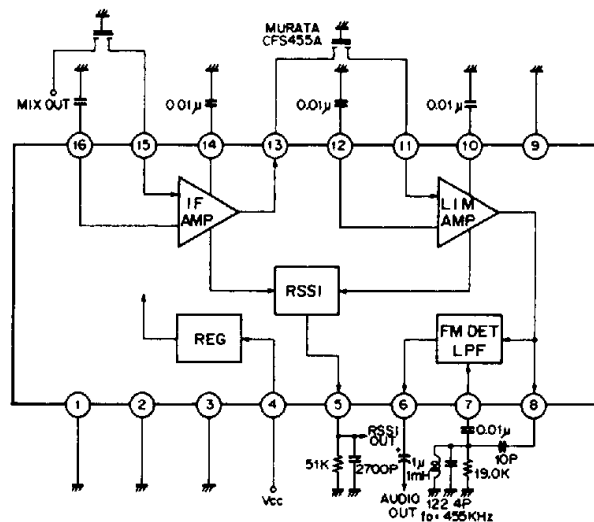 MURATA
CFS455A
MIX OUT
0.01μ
0.01μ
0.01μ
16
15
14
13
12
11
10
9
IF
AMP
LIM
AMP
RSSI
REG
FM DET
LPF
1
2
3
4
5
6
7
8
RSSI
OUT
0.01μ
51K
2700P
1μ
1mH
10P
19.0K
Vcc
AUDIO
OUT
122.4P
fo=455KHz